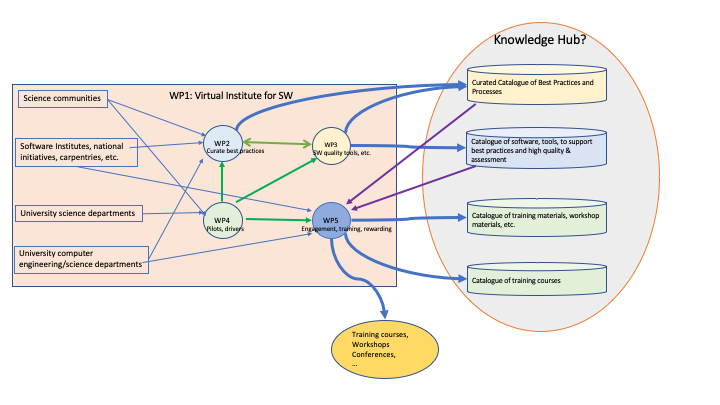 Knowledge Hub?
WP1: Virtual Institute for SW
Science communities
Software Institutes, national
initiatives, carpentries, etc.
University science departments
University computer
engineering/science departments
WP2
Curate best practices
WP3
SW quality tools, etc.
WP4
Pilots, drivers
WP5
Engagement, training, rewarding
Curated Catalogue of Best Practices and
Processes
Catalogue of software, tools, to support
best practices and high quality &
assessment
Catalogue of training materials, workshop
materials, etc.
Catalogue of training courses
Training courses,
Workshops
Conferences,
...